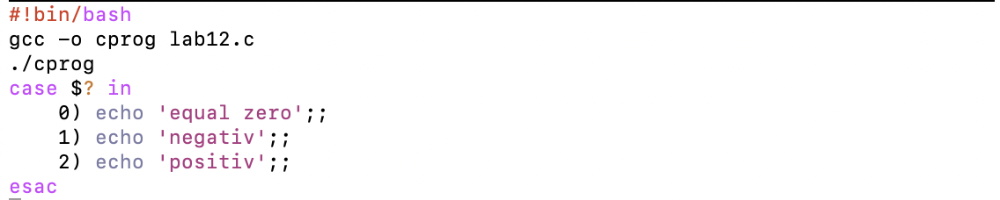 #!bin/bash
gcc -o cprog lab12.c
./cprog
case $? in
    0) echo 'equal zero';;
    1) echo 'negativ';;
    2) echo 'positiv';;
esac